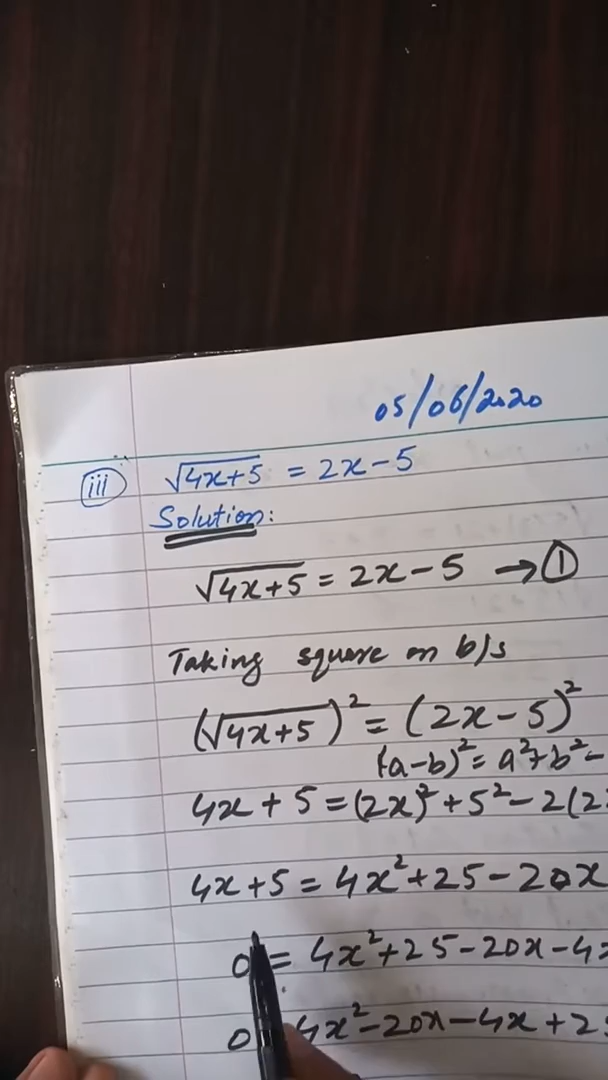 05/06/2020
(iii) √4x+5 = 2x-5
Solution:
√4x+5 = 2x-5 → ①
Taking square on b/s
(√4x+5)² = (2x-5)²
(a-b)² = a²+b²-
4x+5 = (2x)²+5²-2(2
4x+5 = 4x²+25-20x
0 = 4x²+25-20x-4x
0 4x²-20x-4x+2